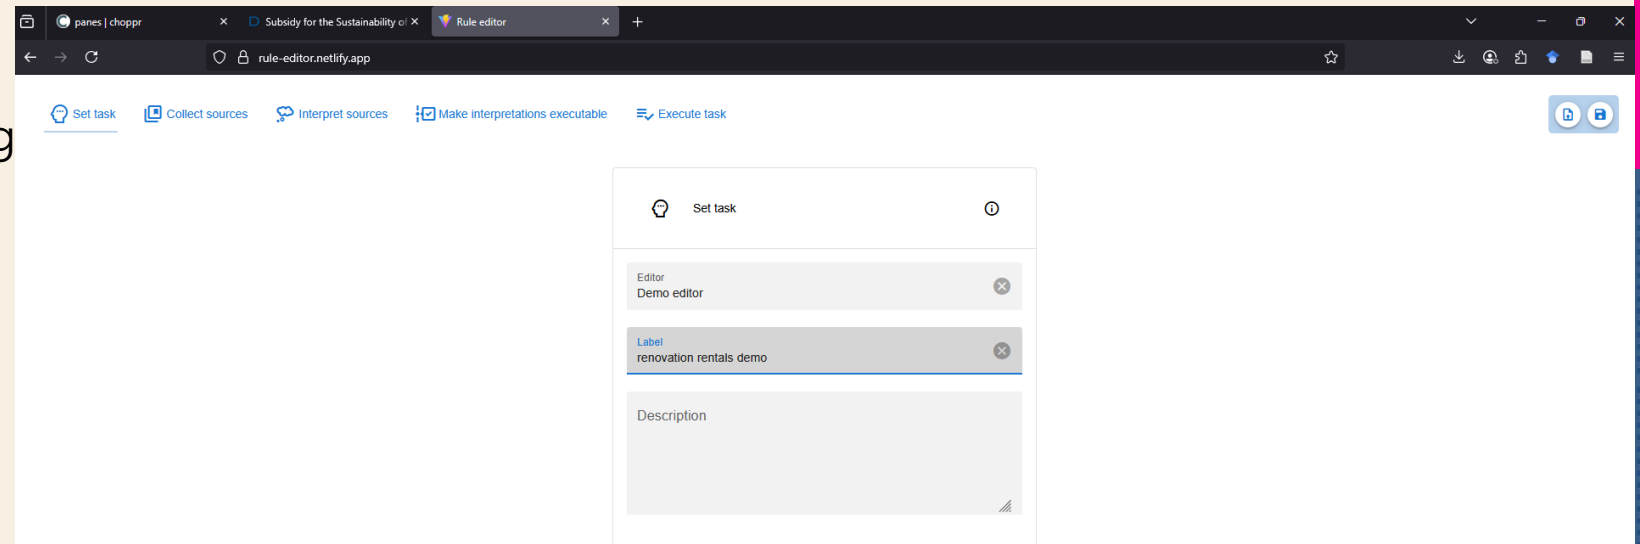 panes | choppr
Subsidy for the Sustainability of
Rule editor
rule-editor.netlify.app
Set task
Collect sources
Interpret sources
Make interpretations executable
Execute task
g
Set task
Editor
Demo editor
Label
renovation rentals demo
Description